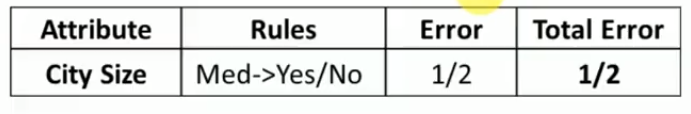 Attribute Rules Error Total Error
City Size Med->Yes/No 1/2 1/2